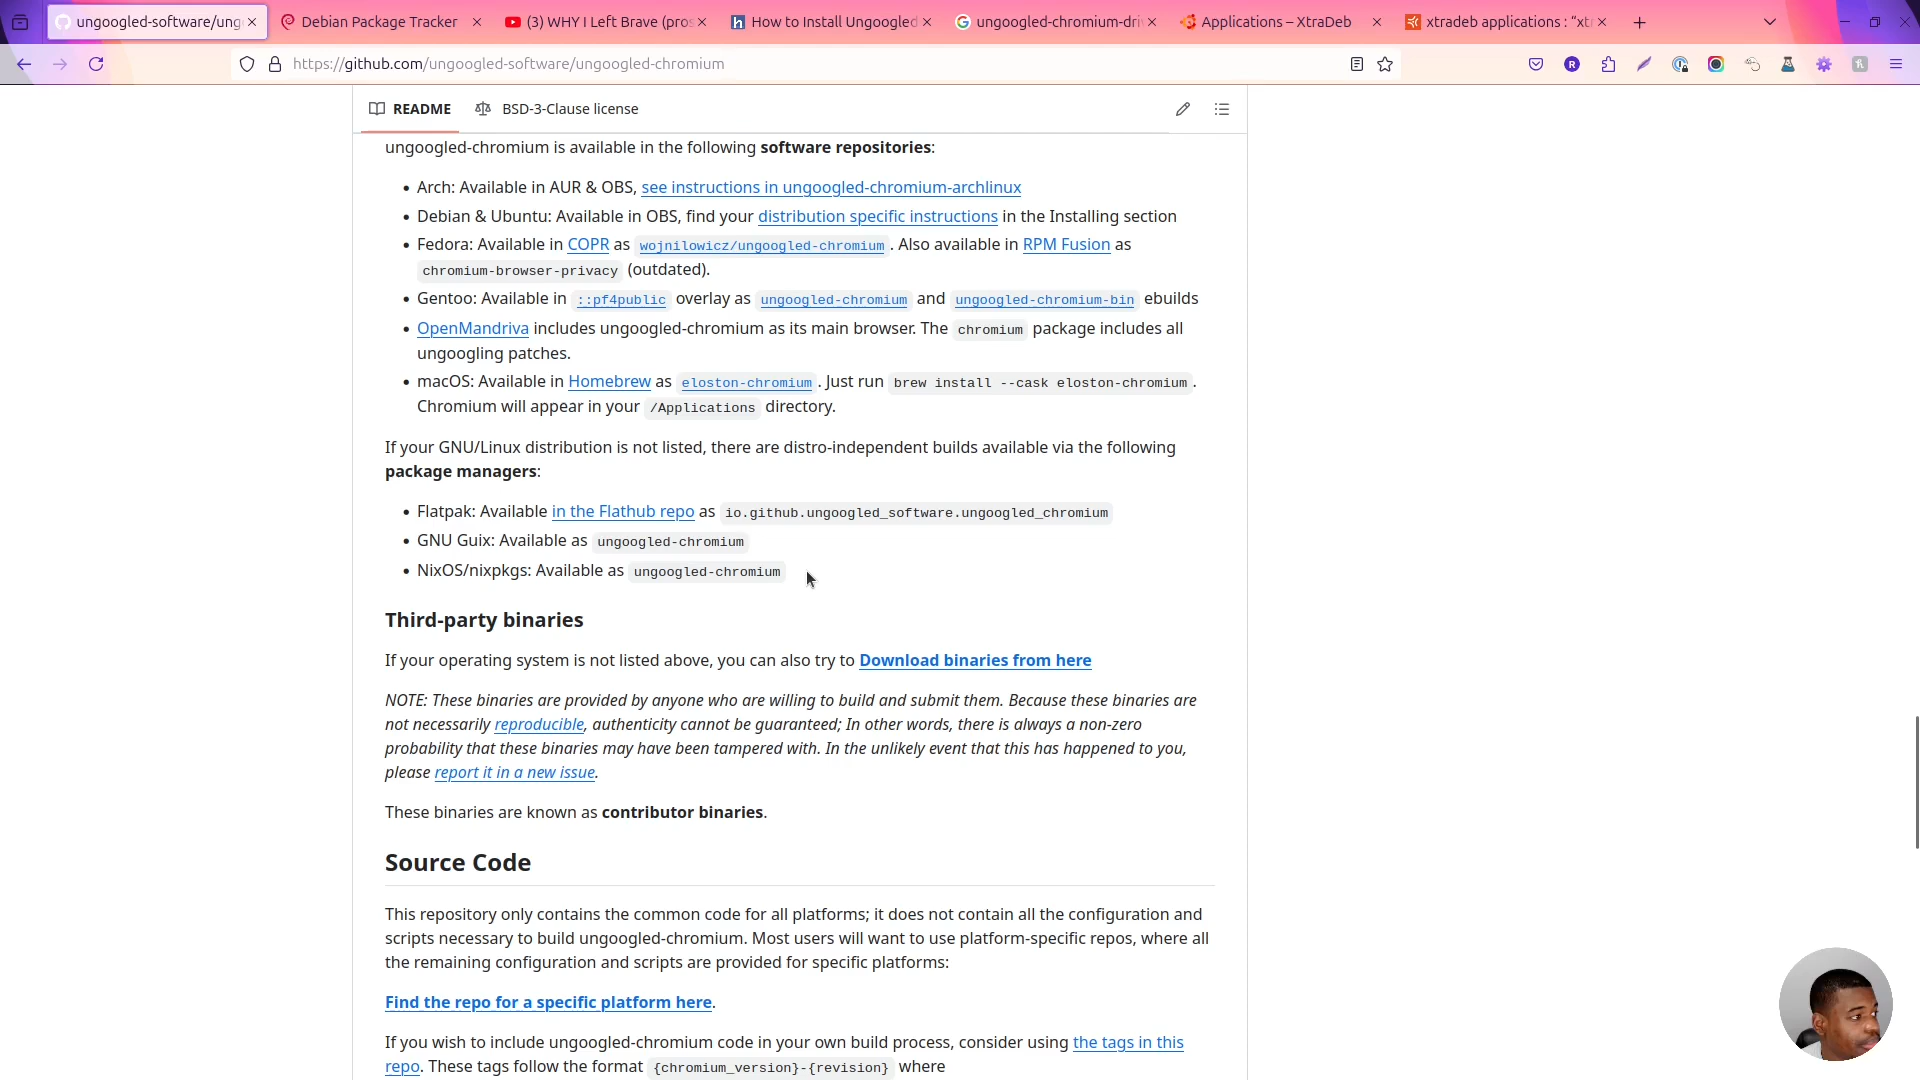 ungoogled-software/ung
Debian Package Tracker
(3) WHY I Left Brave (pros
How to Install Ungoogled
ungoogled-chromium-dri
Applications – XtraDeb
xtradeb applications : “xt
https://github.com/ungoogled-software/ungoogled-chromium
README
BSD-3-Clause license
ungoogled-chromium is available in the following software repositories:
• Arch: Available in AUR & OBS, see instructions in ungoogled-chromium-archlinux
• Debian & Ubuntu: Available in OBS, find your distribution specific instructions in the Installing section
• Fedora: Available in COPR as wojnilowicz/ungoogled-chromium . Also available in RPM Fusion as
chromium-browser-privacy (outdated).
• Gentoo: Available in ::pf4public overlay as ungoogled-chromium and ungoogled-chromium-bin ebuilds
• OpenMandriva includes ungoogled-chromium as its main browser. The chromium package includes all
ungoogling patches.
• macOS: Available in Homebrew as eloston-chromium . Just run brew install --cask eloston-chromium .
Chromium will appear in your /Applications directory.
If your GNU/Linux distribution is not listed, there are distro-independent builds available via the following
package managers:
• Flatpak: Available in the Flathub repo as io.github.ungoogled_software.ungoogled_chromium
• GNU Guix: Available as ungoogled-chromium
• NixOS/nixpkgs: Available as ungoogled-chromium
Third-party binaries
If your operating system is not listed above, you can also try to Download binaries from here
NOTE: These binaries are provided by anyone who are willing to build and submit them. Because these binaries are
not necessarily reproducible, authenticity cannot be guaranteed; In other words, there is always a non-zero
probability that these binaries may have been tampered with. In the unlikely event that this has happened to you,
please report it in a new issue.
These binaries are known as contributor binaries.
Source Code
This repository only contains the common code for all platforms; it does not contain all the configuration and
scripts necessary to build ungoogled-chromium. Most users will want to use platform-specific repos, where all
the remaining configuration and scripts are provided for specific platforms:
Find the repo for a specific platform here.
If you wish to include ungoogled-chromium code in your own build process, consider using the tags in this
repo. These tags follow the format {chromium_version}-{revision} where